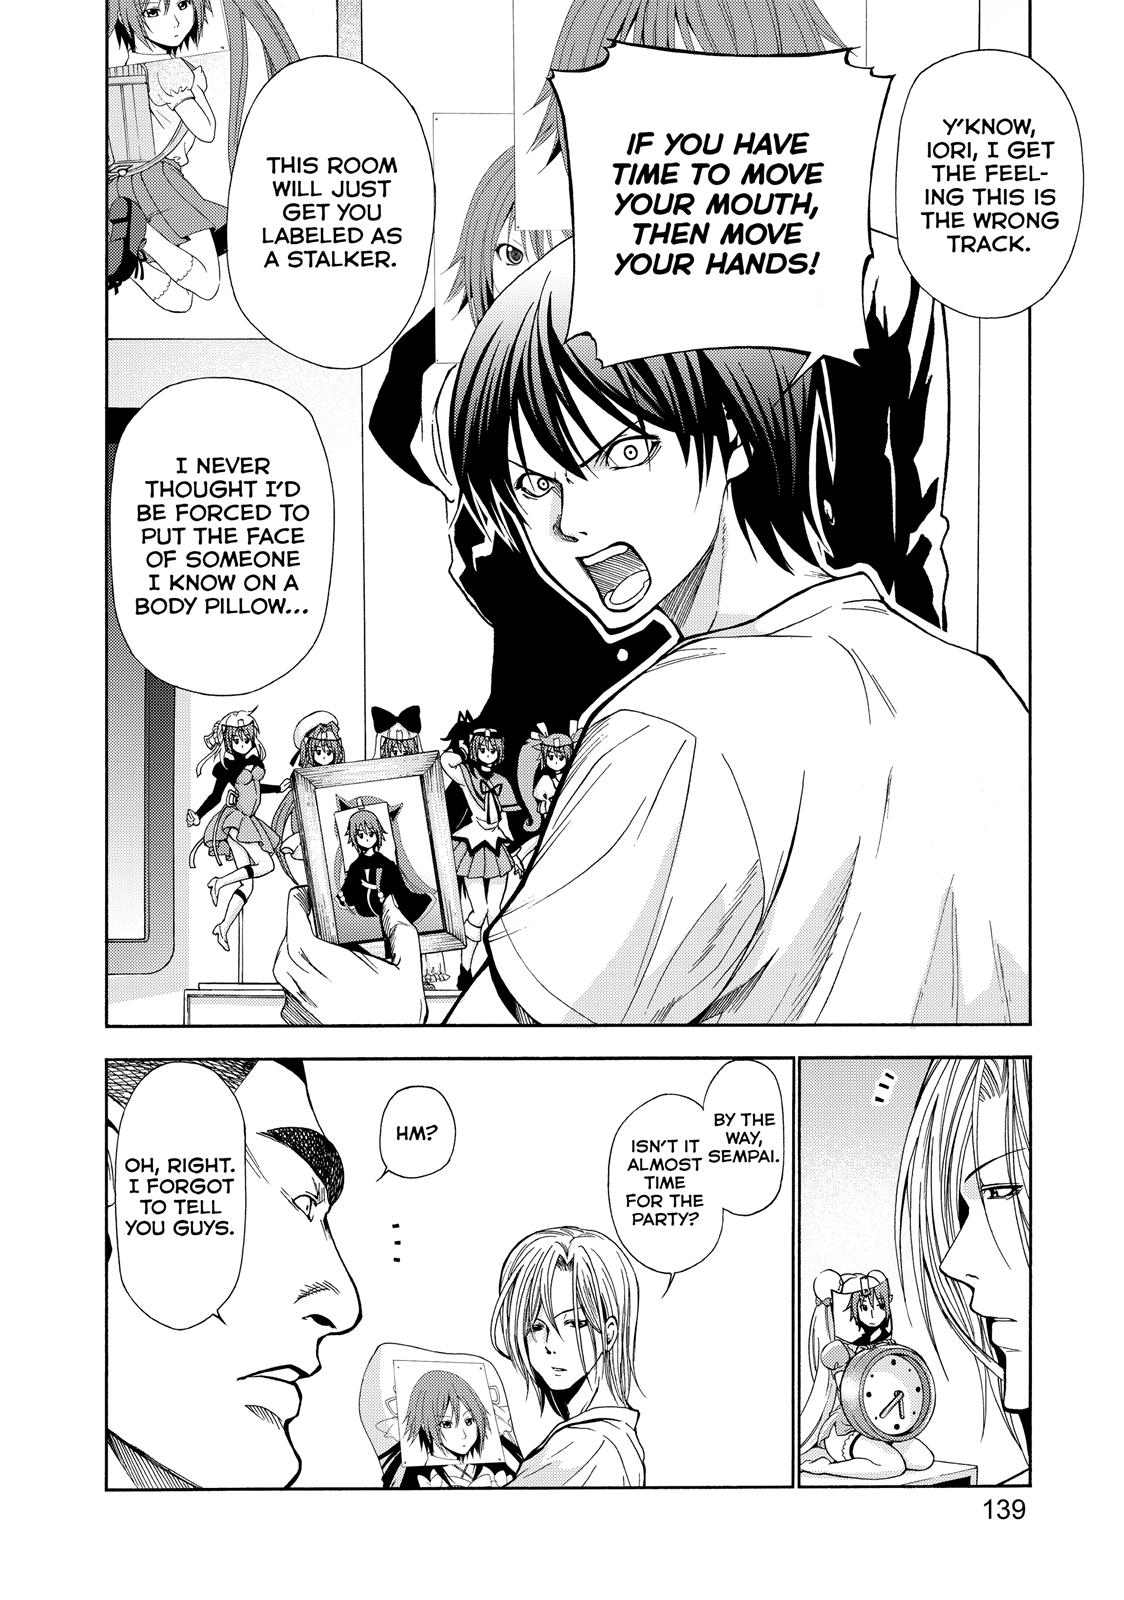 Y'KNOW,
IORI, I GET
THE FEEL-
ING THIS IS
THE WRONG
TRACK.
IF YOU HAVE
TIME TO MOVE
YOUR MOUTH,
THEN MOVE
YOUR HANDS!
THIS ROOM
WILL JUST
GET YOU
LABELED AS
A STALKER.
I NEVER
THOUGHT I'D
BE FORCED TO
PUT THE FACE
OF SOMEONE
I KNOW ON A
BODY PILLOW...
BY THE
WAY,
SEMPAI.
ISN'T IT
ALMOST
TIME
FOR THE
PARTY?
HM?
OH, RIGHT.
I FORGOT
TO TELL
YOU GUYS.
139